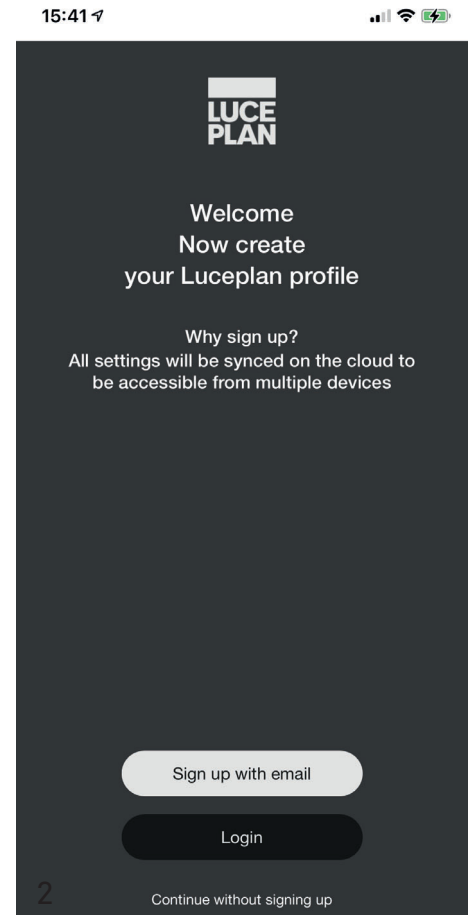 15:41
LUCE
PLAN
Welcome
Now create
your Luceplan profile
Why sign up?
All settings will be synced on the cloud to
be accessible from multiple devices
Sign up with email
Login
2
Continue without signing up